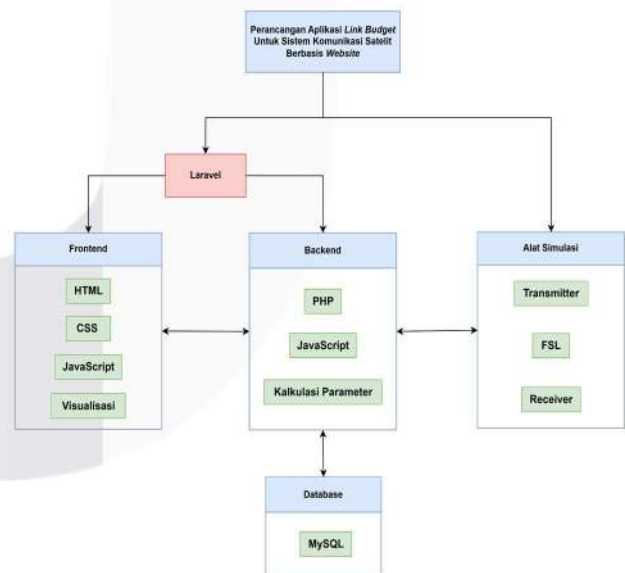 Perancangan Aplikasi Link Budget
Untuk Sistem Komunikasi Satelit
Berbasis Website
Laravel
Frontend
HTML
CSS
JavaScript
Visualisasi
Backend
PHP
JavaScript
Kalkulasi Parameter
Alat Simulasi
Transmitter
FSL
Receiver
Database
MySQL